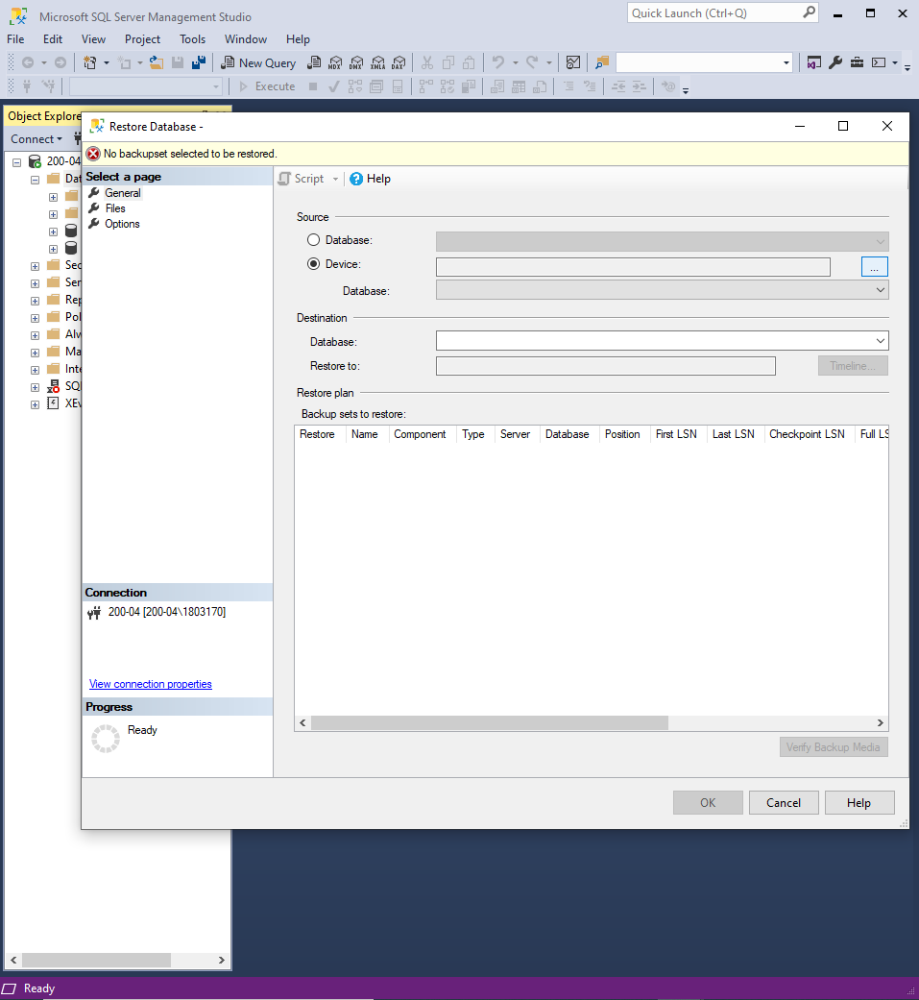 Microsoft SQL Server Management Studio
Quick Launch (Ctrl+Q)
File Edit View Project Tools Window Help
New Query MDX DMX XMLA DAX
Execute
Object Explore
Connect
200-04
Dat
Sec
Ser
Rep
Pol
Alw
Ma
Inte
SQL
XEv
Restore Database -
No backupset selected to be restored.
Select a page
General
Files
Options
Script Help
Source
Database:
Device:
...
Database:
Destination
Database:
Restore to:
Timeline...
Restore plan
Backup sets to restore:
Restore Name Component Type Server Database Position First LSN Last LSN Checkpoint LSN Full LS
Connection
200-04 [200-04\1803170]
View connection properties
Progress
Ready
Verify Backup Media
OK Cancel Help
Ready